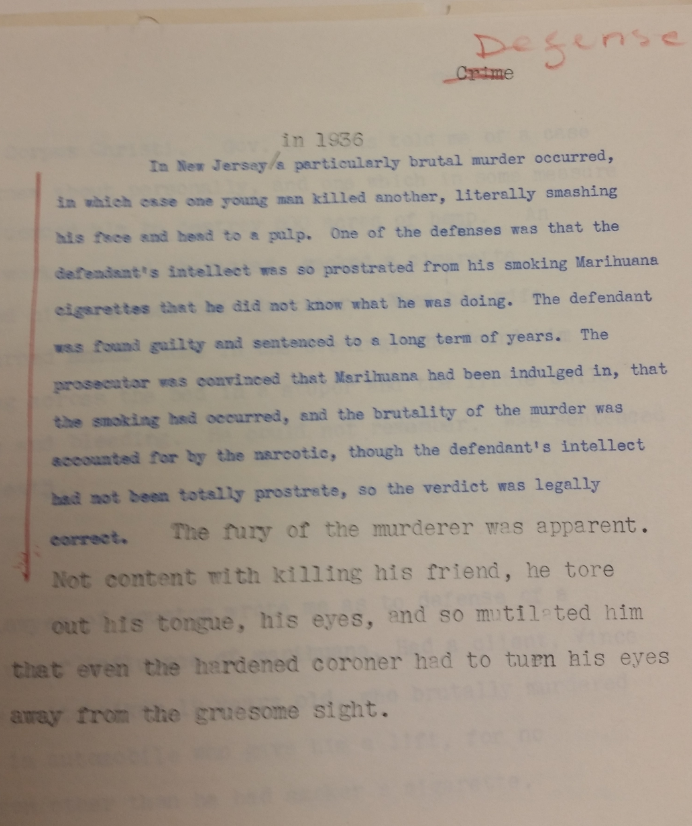 Defense
Crime
in 1936
In New Jersey/a particularly brutal murder occurred,
in which case one young man killed another, literally smashing
his face and head to a pulp. One of the defenses was that the
defendant's intellect was so prostrated from his smoking Marihuana
cigarettes that he did not know what he was doing. The defendant
was found guilty and sentenced to a long term of years. The
prosecutor was convinced that Marihuana had been indulged in, that
the smoking had occurred, and the brutality of the murder was
accounted for by the narcotic, though the defendant's intellect
had not been totally prostrate, so the verdict was legally
correct. The fury of the murderer was apparent.
Not content with killing his friend, he tore
out his tongue, his eyes, and so mutilated him
that even the hardened coroner had to turn his eyes
away from the gruesome sight.